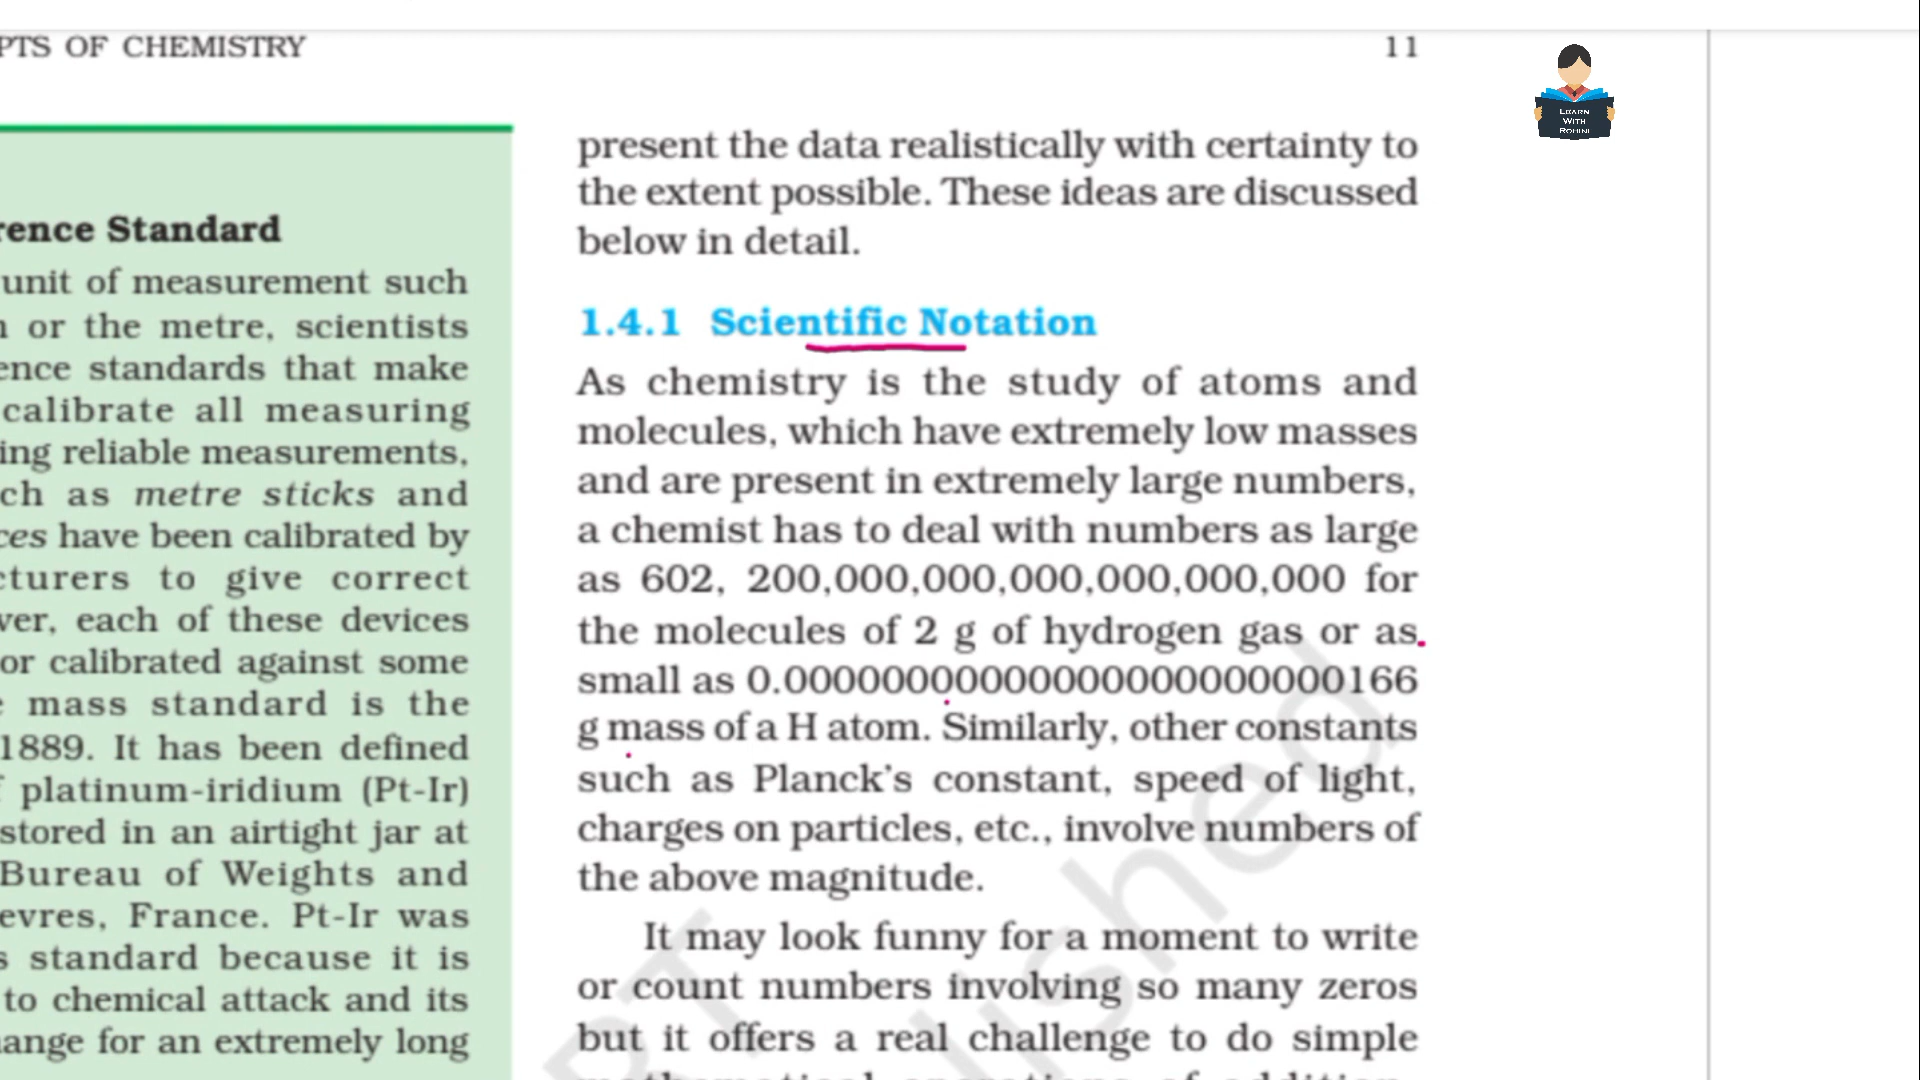 PTS OF CHEMISTRY
11
LEARN
WITH
ROHINI
rence Standard
unit of measurement such
or the metre, scientists
ence standards that make
calibrate all measuring
ing reliable measurements,
ch as metre sticks and
ces have been calibrated by
cturers to give correct
ver, each of these devices
or calibrated against some
mass standard is the
1889. It has been defined
platinum-iridium (Pt-Ir)
stored in an airtight jar at
Bureau of Weights and
evres, France. Pt-Ir was
s standard because it is
to chemical attack and its
ange for an extremely long
present the data realistically with certainty to
the extent possible. These ideas are discussed
below in detail.
1.4.1 Scientific Notation
As chemistry is the study of atoms and
molecules, which have extremely low masses
and are present in extremely large numbers,
a chemist has to deal with numbers as large
as 602, 200,000,000,000,000,000,000 for
the molecules of 2 g of hydrogen gas or as
small as 0.00000000000000000000000166
g mass of a H atom. Similarly, other constants
such as Planck's constant, speed of light,
charges on particles, etc., involve numbers of
the above magnitude.
It may look funny for a moment to write
or count numbers involving so many zeros
but it offers a real challenge to do simple